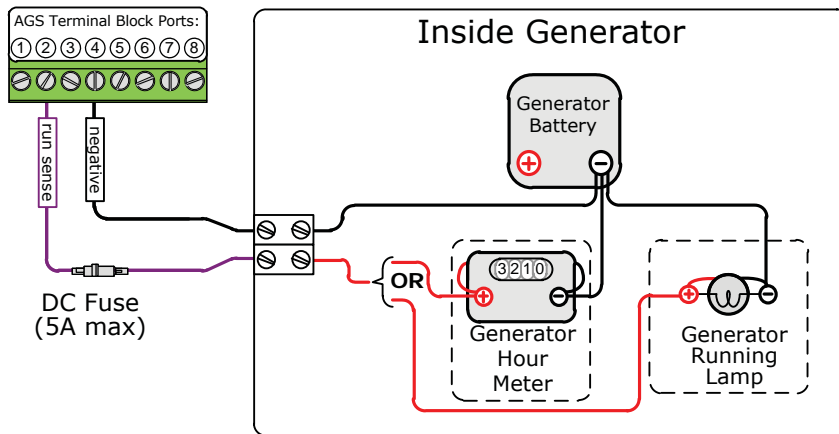 AGS Terminal Block Ports:
1 2 3 4 5 6 7 8
run sense
negative
DC Fuse
(5A max)
Inside Generator
Generator
Battery
+ −
OR
3210
+ −
Generator
Hour
Meter
+ −
Generator
Running
Lamp